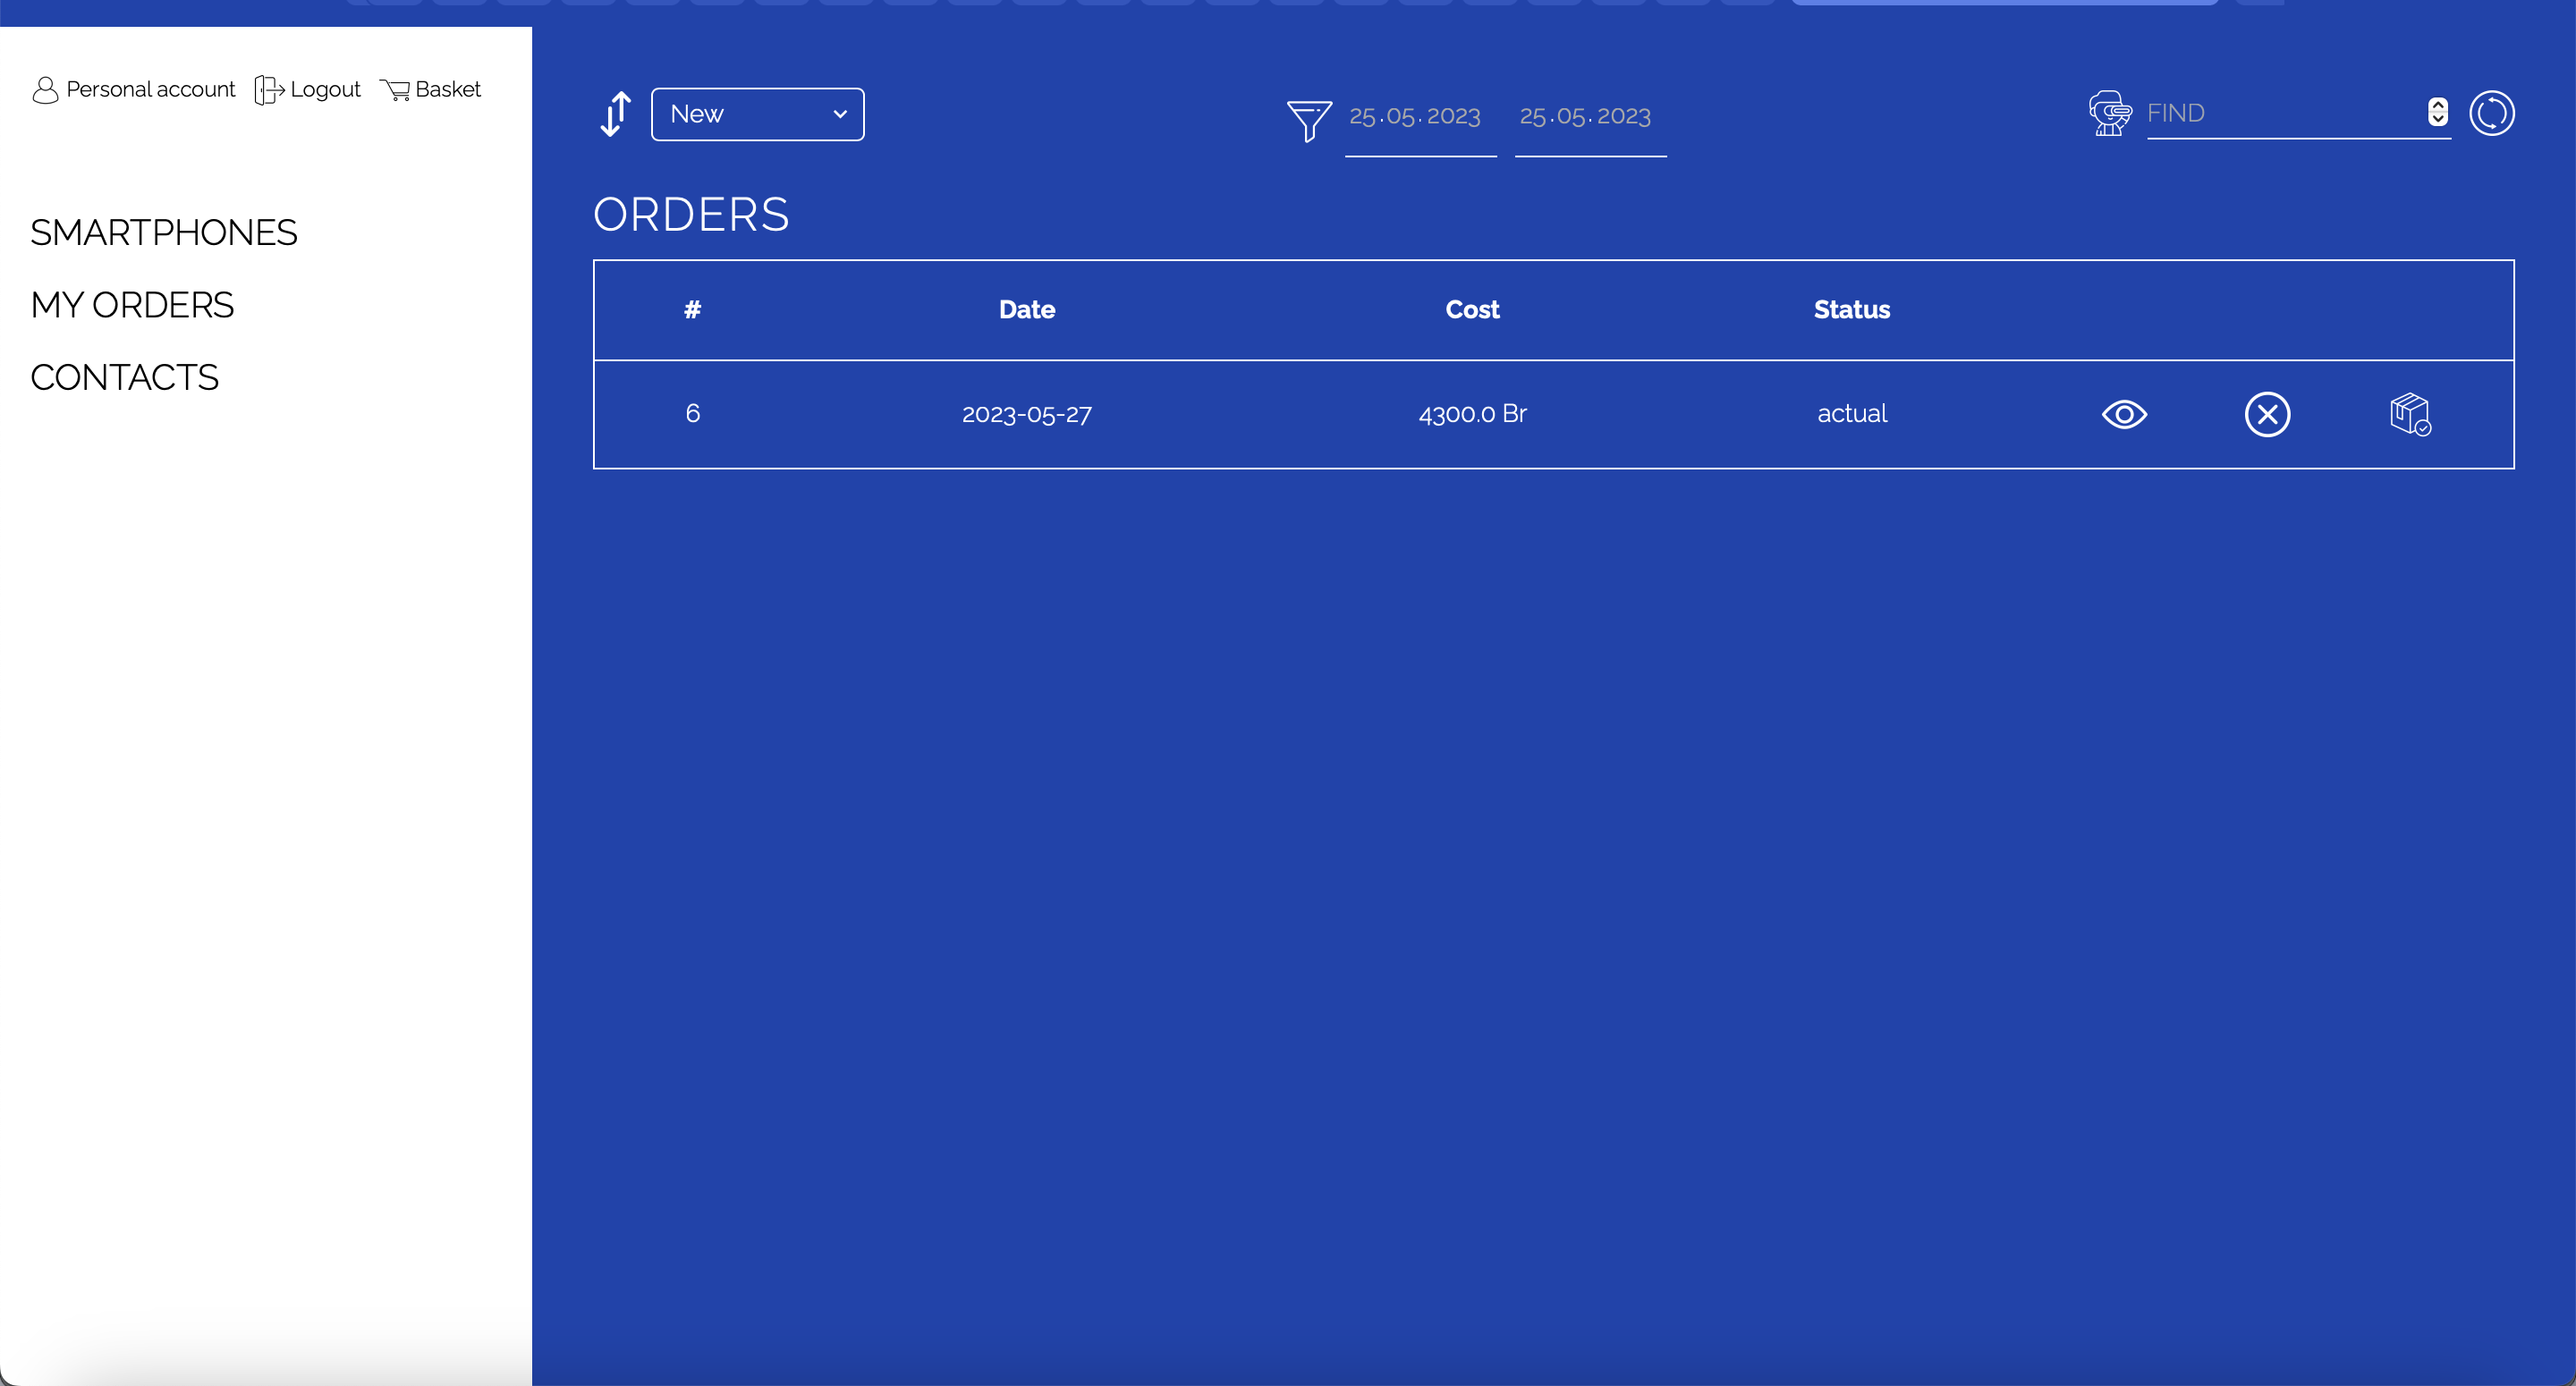 Personal account Logout Basket
SMARTPHONES
MY ORDERS
CONTACTS
New
25.05.2023 25.05.2023
FIND
ORDERS
# Date Cost Status
6 2023-05-27 4300.0 Br actual